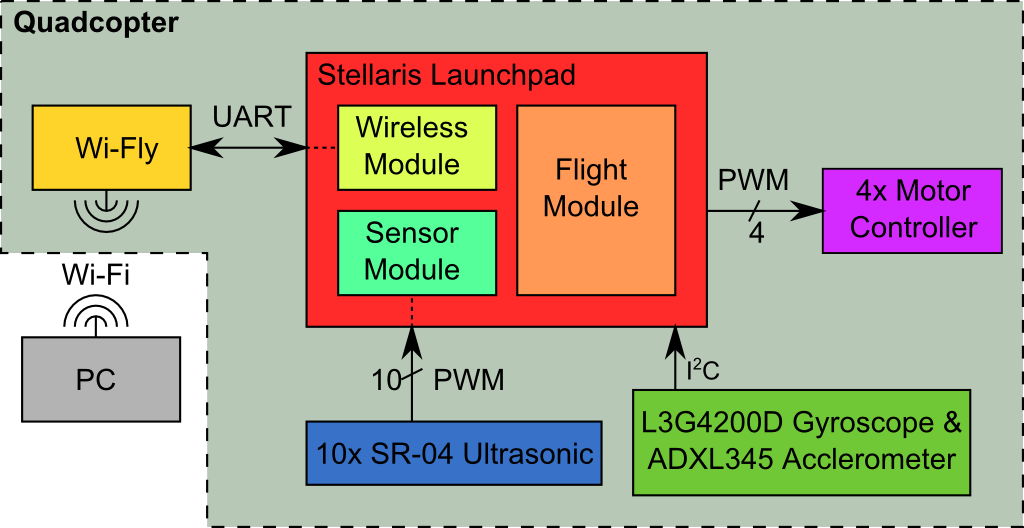 Quadcopter
Stellaris Launchpad
Wi-Fly
UART
Wireless
Module
Flight
Module
Sensor
Module
PWM
4
4x Motor
Controller
Wi-Fi
PC
10
PWM
I²C
10x SR-04 Ultrasonic
L3G4200D Gyroscope &
ADXL345 Acclerometer